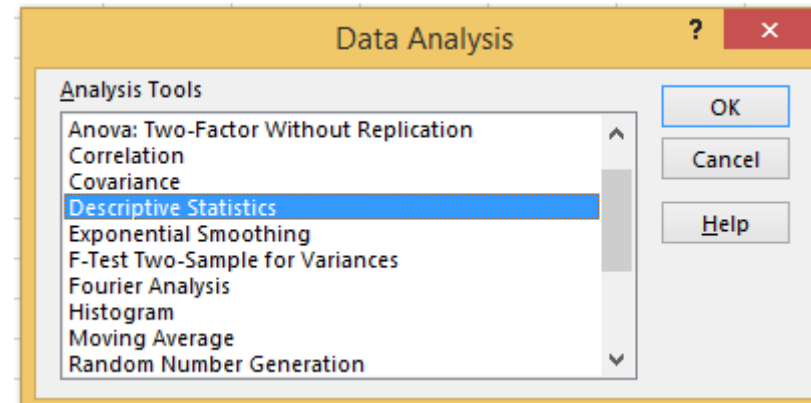 Data Analysis
?
×
Analysis Tools
Anova: Two-Factor Without Replication
Correlation
Covariance
Descriptive Statistics
Exponential Smoothing
F-Test Two-Sample for Variances
Fourier Analysis
Histogram
Moving Average
Random Number Generation
OK
Cancel
Help